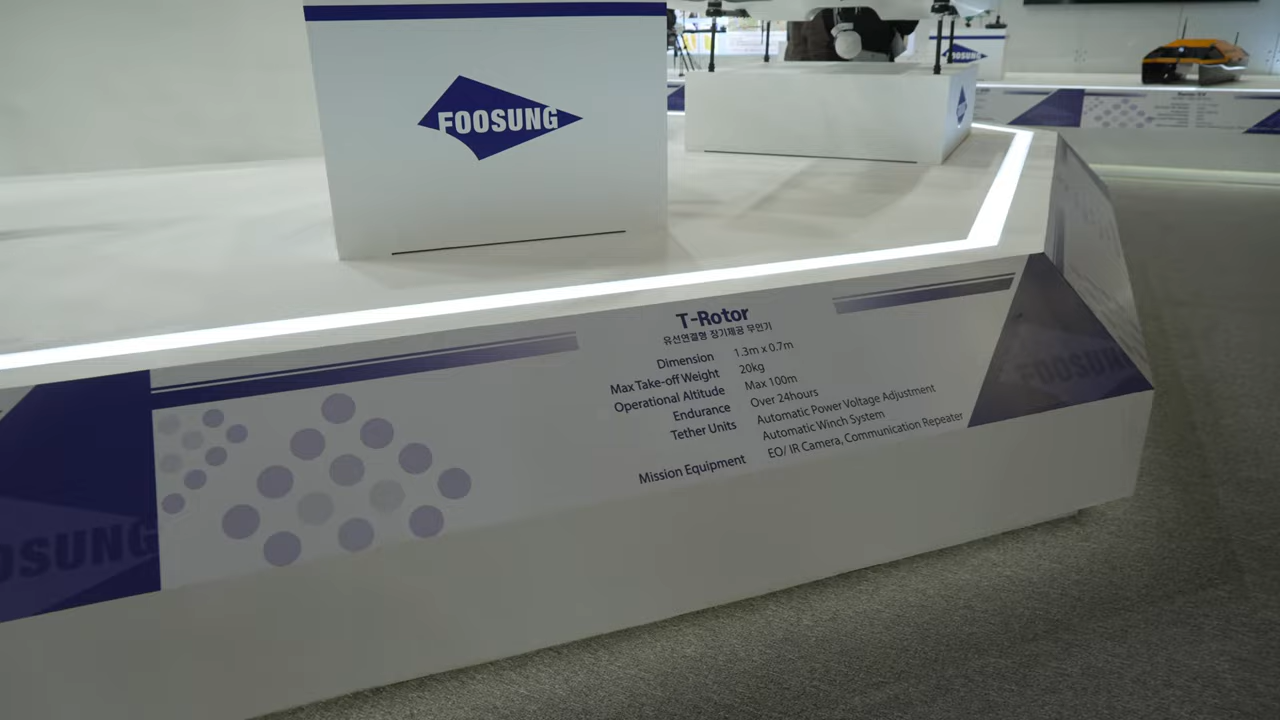 FOOSUNG
FOOSUNG
T-Rotor
유선연결형 장기체공 무인기
Dimension 1.3m x 0.7m
Max Take-off Weight 20kg
Operational Altitude Max 100m
Endurance Over 24hours
Tether Units Automatic Power Voltage Adjustment
Automatic Winch System
Mission Equipment EO/ IR Camera, Communication Repeater
FOOSUNG
OSUNG